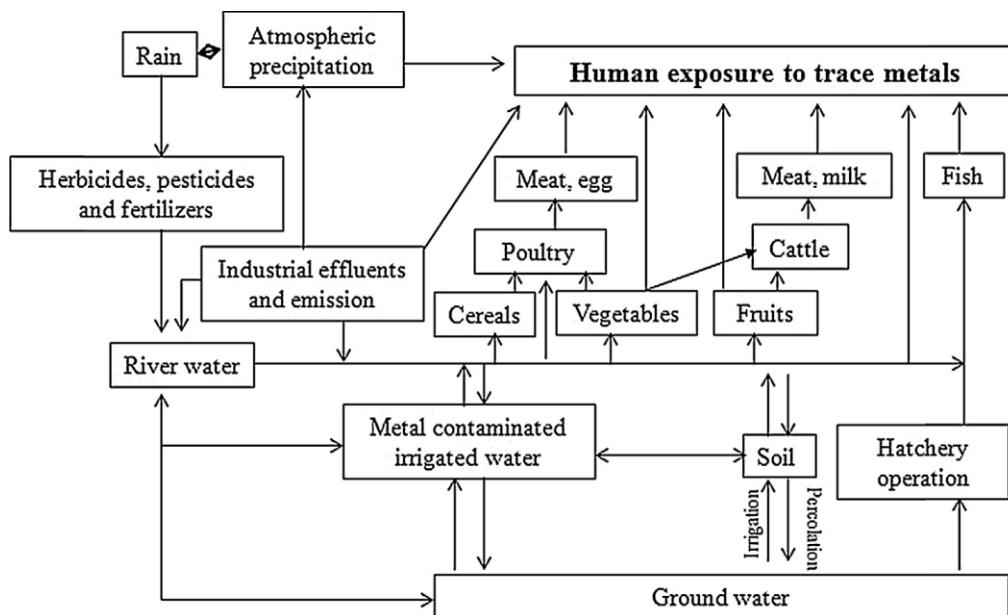 Rain
Atmospheric
precipitation
Human exposure to trace metals
Herbicides, pesticides
and fertilizers
Meat, egg
Meat, milk
Fish
Industrial effluents
and emission
Poultry
Cattle
Cereals
Vegetables
Fruits
River water
Metal contaminated
irrigated water
Soil
Hatchery
operation
Irrigation
Percolation
Ground water